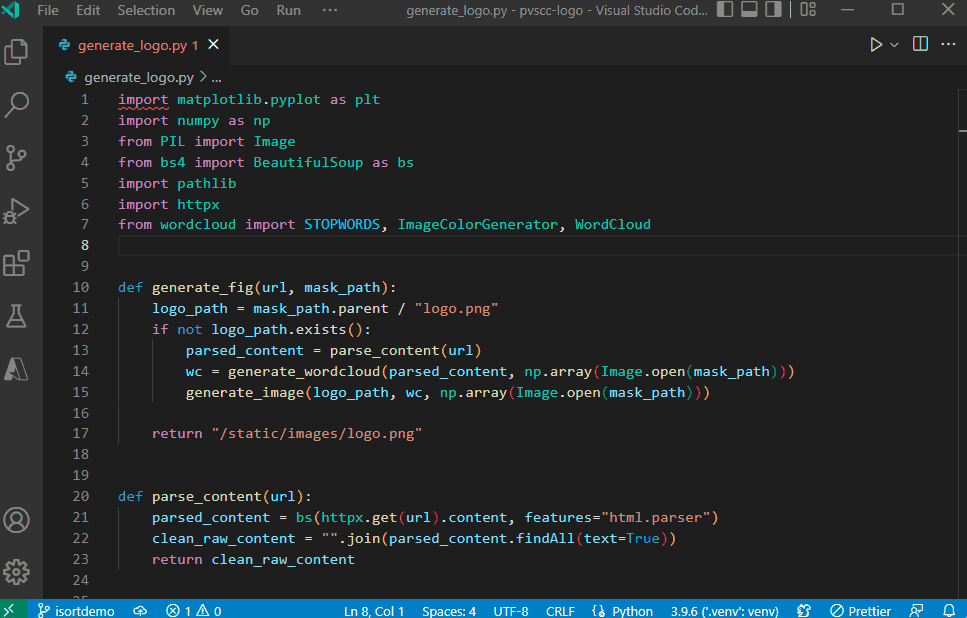 File Edit Selection View Go Run ··· generate_logo.py - pvscc-logo - Visual Studio Cod...
generate_logo.py 1
generate_logo.py > ...
1 import matplotlib.pyplot as plt
2 import numpy as np
3 from PIL import Image
4 from bs4 import BeautifulSoup as bs
5 import pathlib
6 import httpx
7 from wordcloud import STOPWORDS, ImageColorGenerator, WordCloud
8
9
10 def generate_fig(url, mask_path):
11 logo_path = mask_path.parent / "logo.png"
12 if not logo_path.exists():
13 parsed_content = parse_content(url)
14 wc = generate_wordcloud(parsed_content, np.array(Image.open(mask_path)))
15 generate_image(logo_path, wc, np.array(Image.open(mask_path)))
16
17 return "/static/images/logo.png"
18
19
20 def parse_content(url):
21 parsed_content = bs(httpx.get(url).content, features="html.parser")
22 clean_raw_content = "".join(parsed_content.findAll(text=True))
23 return clean_raw_content
24
isortdemo 1 0 Ln 8, Col 1 Spaces: 4 UTF-8 CRLF Python 3.9.6 ('.venv': venv) Prettier